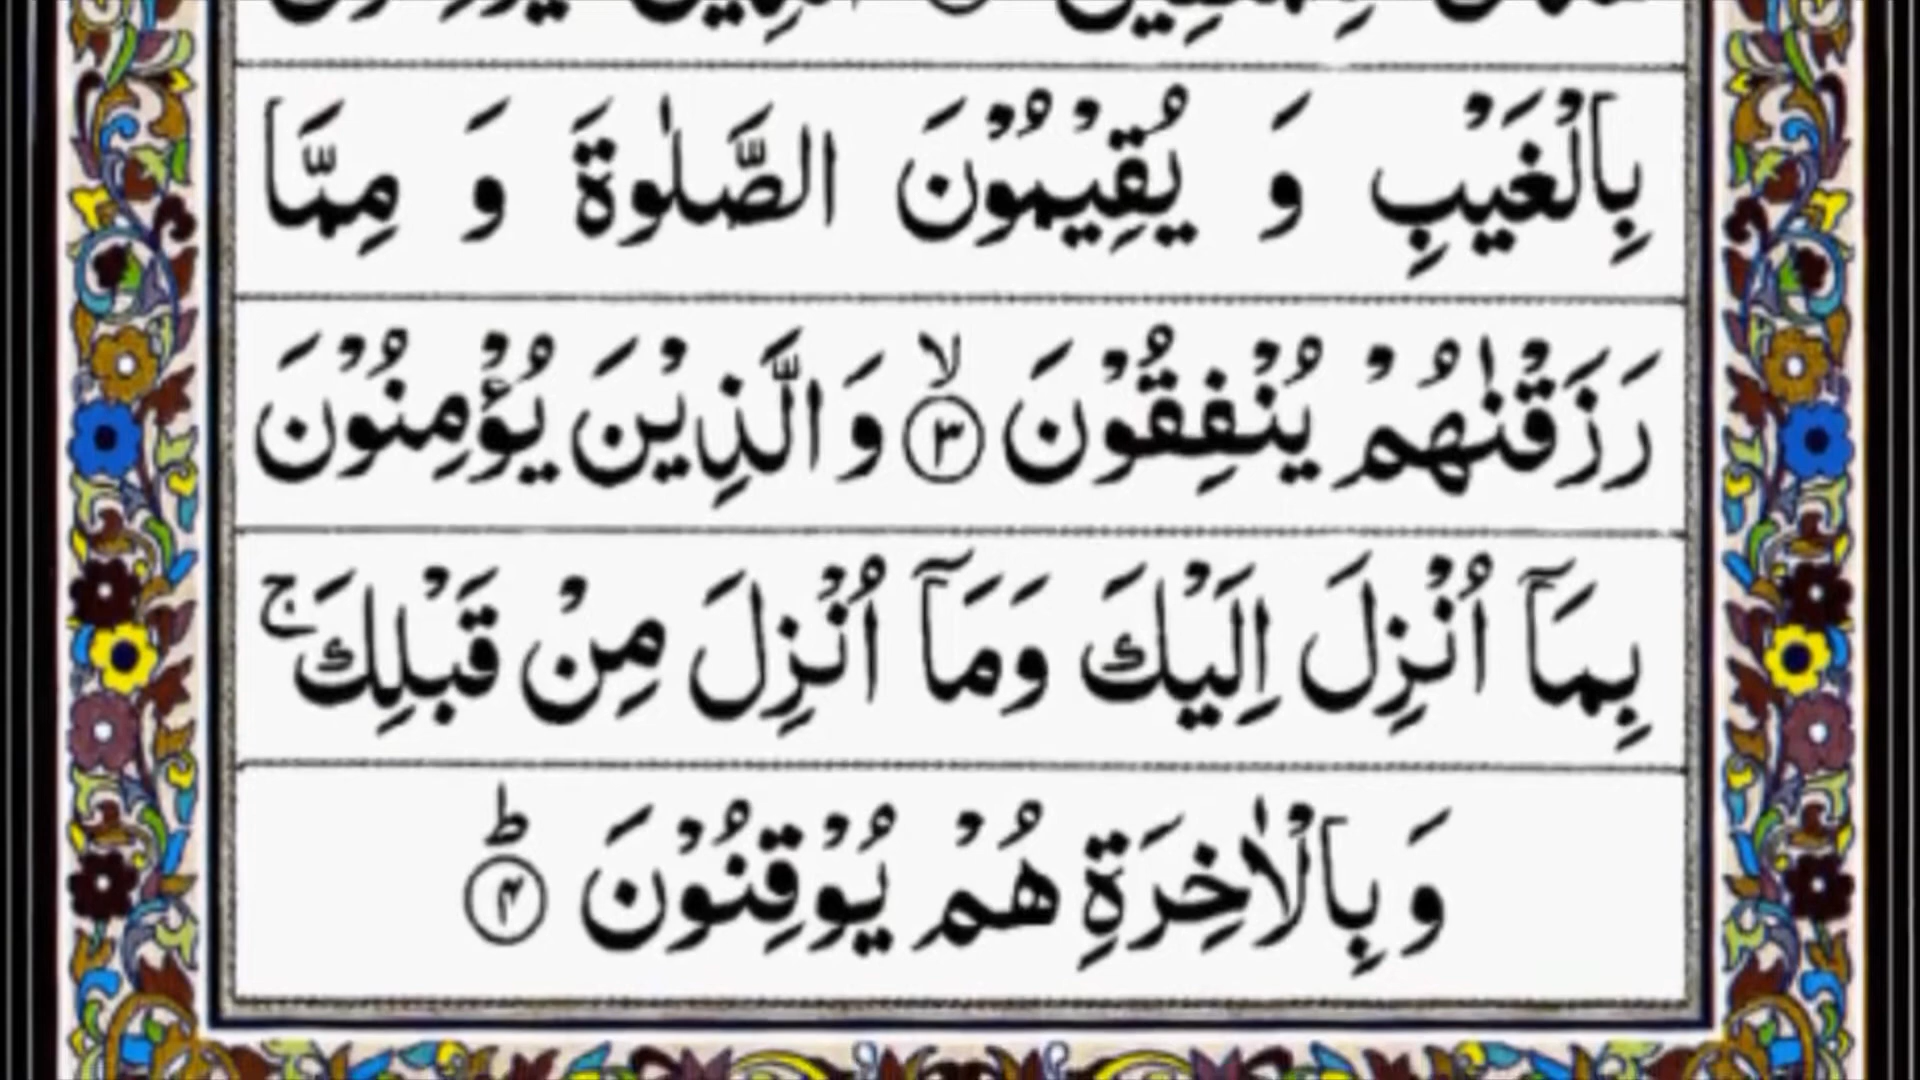 بِالْغَيْبِ وَ يُقِيْمُوْنَ الصَّلٰوةَ وَ مِمَّا
رَزَقْنٰهُمْ يُنْفِقُوْنَ ۙ﴿۳﴾ وَالَّذِيْنَ يُؤْمِنُوْنَ
بِمَاۤ اُنْزِلَ اِلَيْكَ وَمَاۤ اُنْزِلَ مِنْ قَبْلِكَ ۚ
وَبِالْاٰخِرَةِ هُمْ يُوْقِنُوْنَ ؕ﴿۴﴾